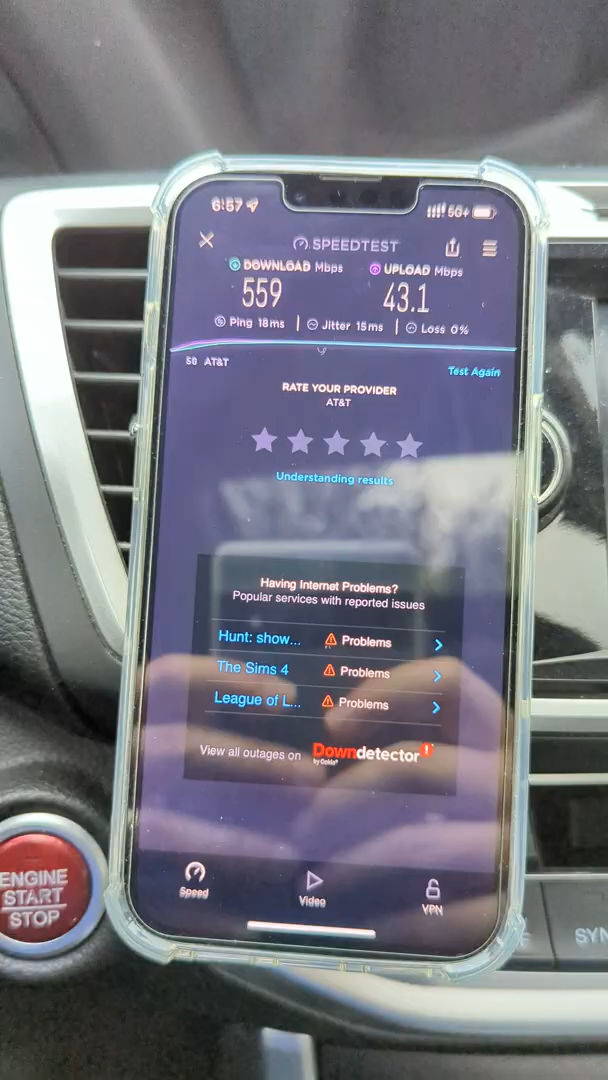 6:57
5G+
SPEEDTEST
DOWNLOAD Mbps
UPLOAD Mbps
559
43.1
Ping 18ms
Jitter 15ms
Loss 0%
5G AT&T
Test Again
RATE YOUR PROVIDER
AT&T
Understanding results
Having Internet Problems?
Popular services with reported issues
Hunt: show... Problems
The Sims 4 Problems
League of L... Problems
View all outages on Downdetector
by Ookla
Speed
Video
VPN
ENGINE
START
STOP
SYN